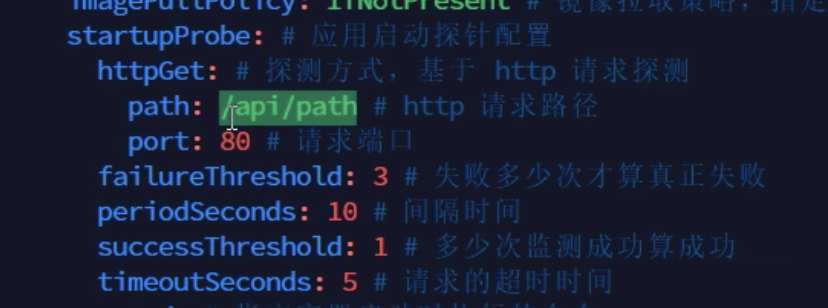 imagePullPolicy: IfNotPresent # 镜像拉取策略，指定
startupProbe: # 应用启动探针配置
httpGet: # 探测方式，基于 http 请求探测
path: /api/path # http 请求路径
port: 80 # 请求端口
failureThreshold: 3 # 失败多少次才算真正失败
periodSeconds: 10 # 间隔时间
successThreshold: 1 # 多少次监测成功算成功
timeoutSeconds: 5 # 请求的超时时间